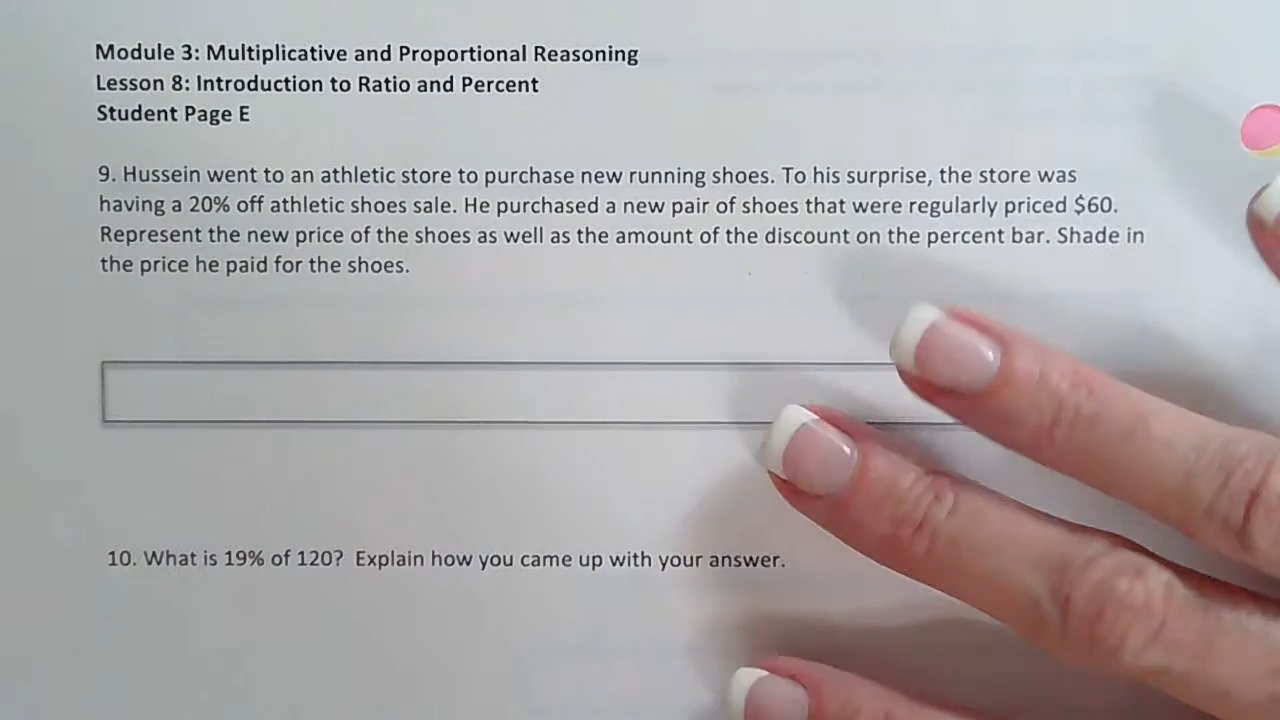 Module 3: Multiplicative and Proportional Reasoning
Lesson 8: Introduction to Ratio and Percent
Student Page E
9. Hussein went to an athletic store to purchase new running shoes. To his surprise, the store was
having a 20% off athletic shoes sale. He purchased a new pair of shoes that were regularly priced $60.
Represent the new price of the shoes as well as the amount of the discount on the percent bar. Shade in
the price he paid for the shoes.
10. What is 19% of 120? Explain how you came up with your answer.